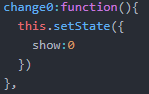 change0:function(){
  this.setState({
    show:0
  })
},